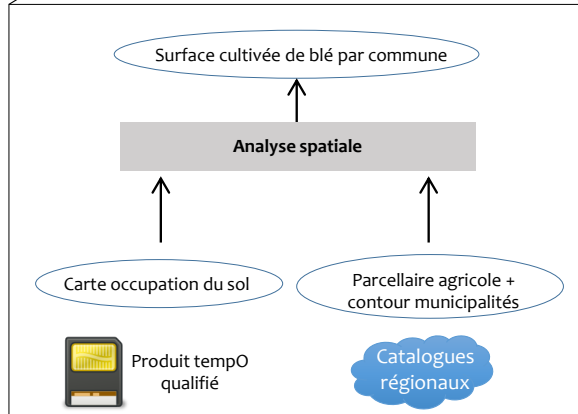 Surface cultivée de blé par commune
Analyse spatiale
Carte occupation du sol
Parcellaire agricole +
contour municipalités
Produit tempO
qualifié
Catalogues
régionaux